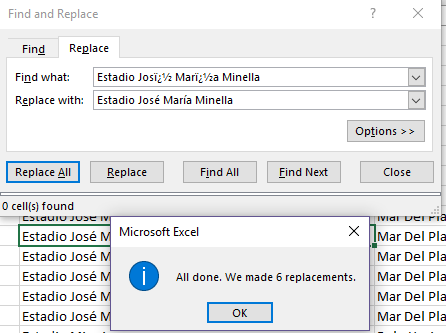 Find and Replace
?
Find
Replace
Find what:
Estadio Josï¿½ Marï¿½a Minella
Replace with:
Estadio José María Minella
Options >>
Replace All
Replace
Find All
Find Next
Close
0 cell(s) found
Estadio José M
Mar Del Pla
Estadio José M
Microsoft Excel
Mar Del Pla
Estadio José M
Mar Del Pla
Estadio José M
All done. We made 6 replacements.
Mar Del Pla
Estadio José M
Mar Del Pla
Estadio José M
OK
Mar Del Pla